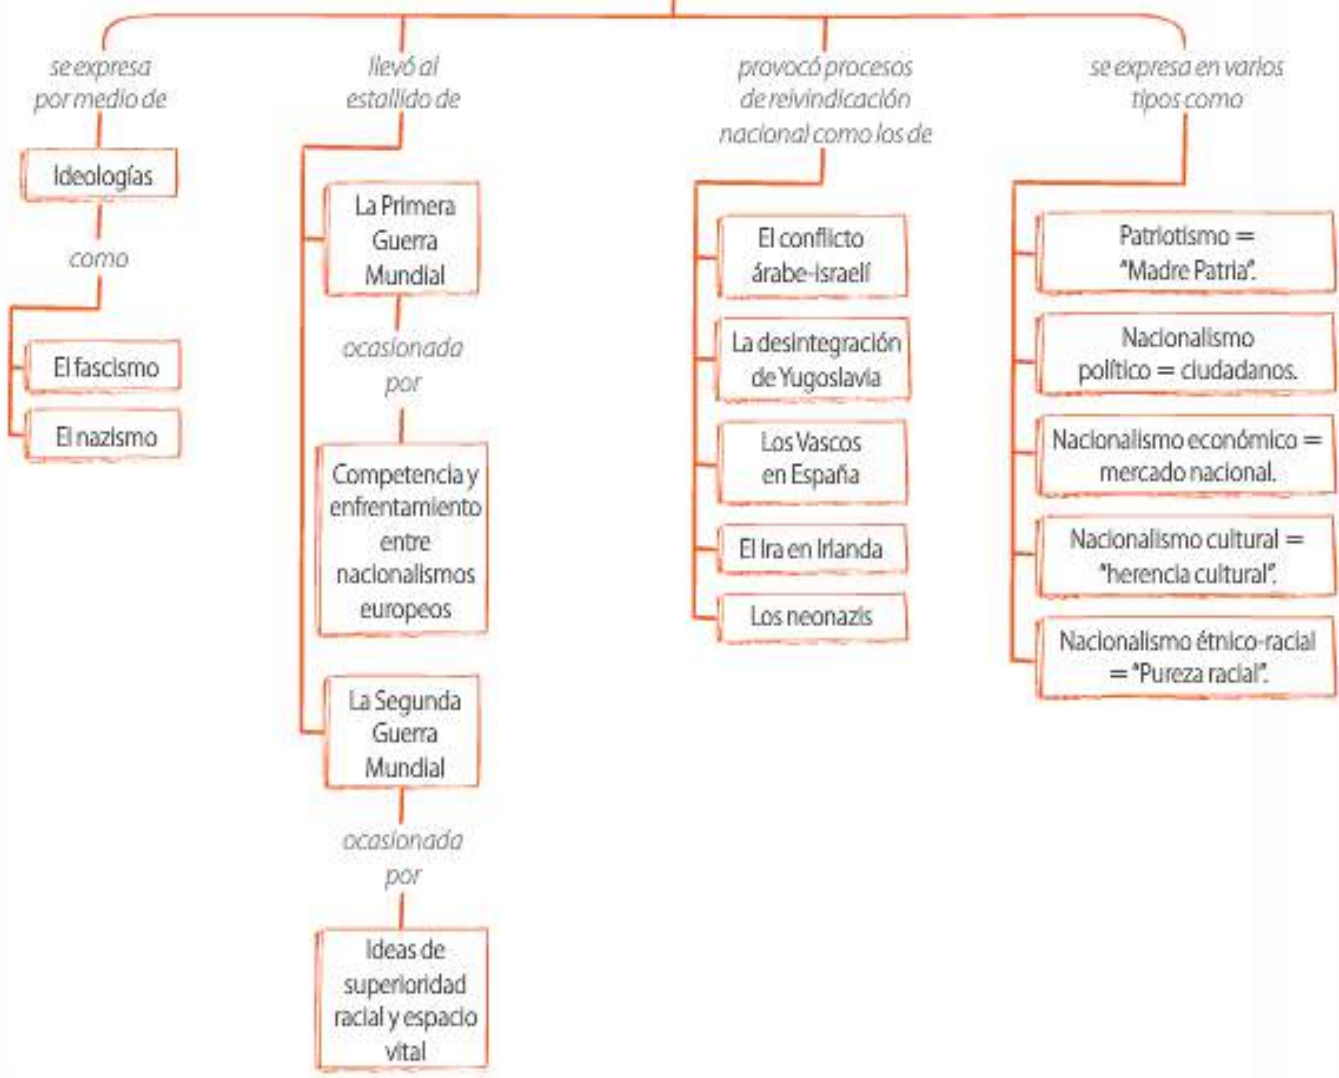 se expresa
por medio de
Ideologías
como
El fascismo
El nazismo
llevó al
estallido de
La Primera
Guerra
Mundial
ocasionada
por
Competencia y
enfrentamiento
entre
nacionalismos
europeos
La Segunda
Guerra
Mundial
ocasionada
por
Ideas de
superioridad
racial y espacio
vital
provocó procesos
de reivindicación
nacional como los de
El conflicto
árabe-israelí
La desintegración
de Yugoslavia
Los Vascos
en España
El Ira en Irlanda
Los neonazis
se expresa en varios
tipos como
Patriotismo =
"Madre Patria".
Nacionalismo
político = ciudadanos.
Nacionalismo económico =
mercado nacional.
Nacionalismo cultural =
"herencia cultural".
Nacionalismo étnico-racial
= "Pureza racial".